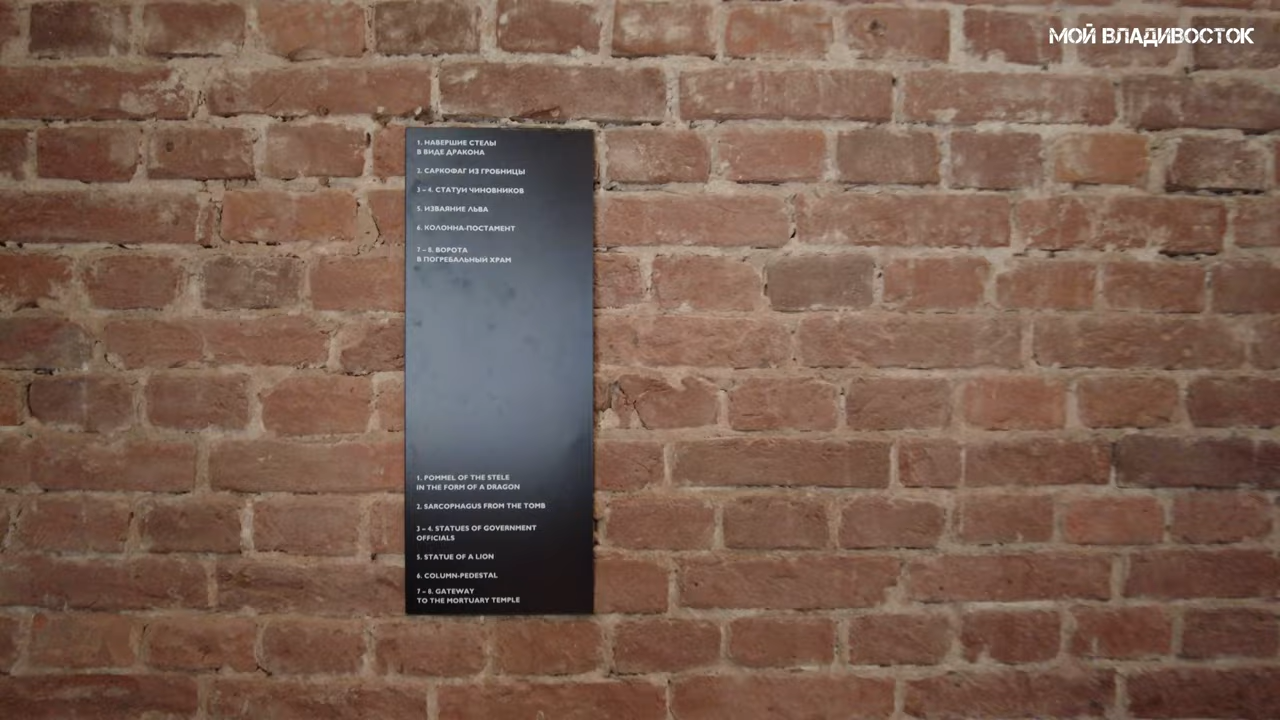 МОЙ ВЛАДИВОСТОК
1. НАВЕРШИЕ СТЕЛЫ
В ВИДЕ ДРАКОНА
2. САРКОФАГ ИЗ ГРОБНИЦЫ
3 – 4. СТАТУИ ЧИНОВНИКОВ
5. ИЗВАЯНИЕ ЛЬВА
6. КОЛОННА-ПОСТАМЕНТ
7 – 8. ВОРОТА
В ПОГРЕБАЛЬНЫЙ ХРАМ
1. POMMEL OF THE STELE
IN THE FORM OF A DRAGON
2. SARCOPHAGUS FROM THE TOMB
3 – 4. STATUES OF GOVERNMENT
OFFICIALS
5. STATUE OF A LION
6. COLUMN-PEDESTAL
7 – 8. GATEWAY
TO THE MORTUARY TEMPLE